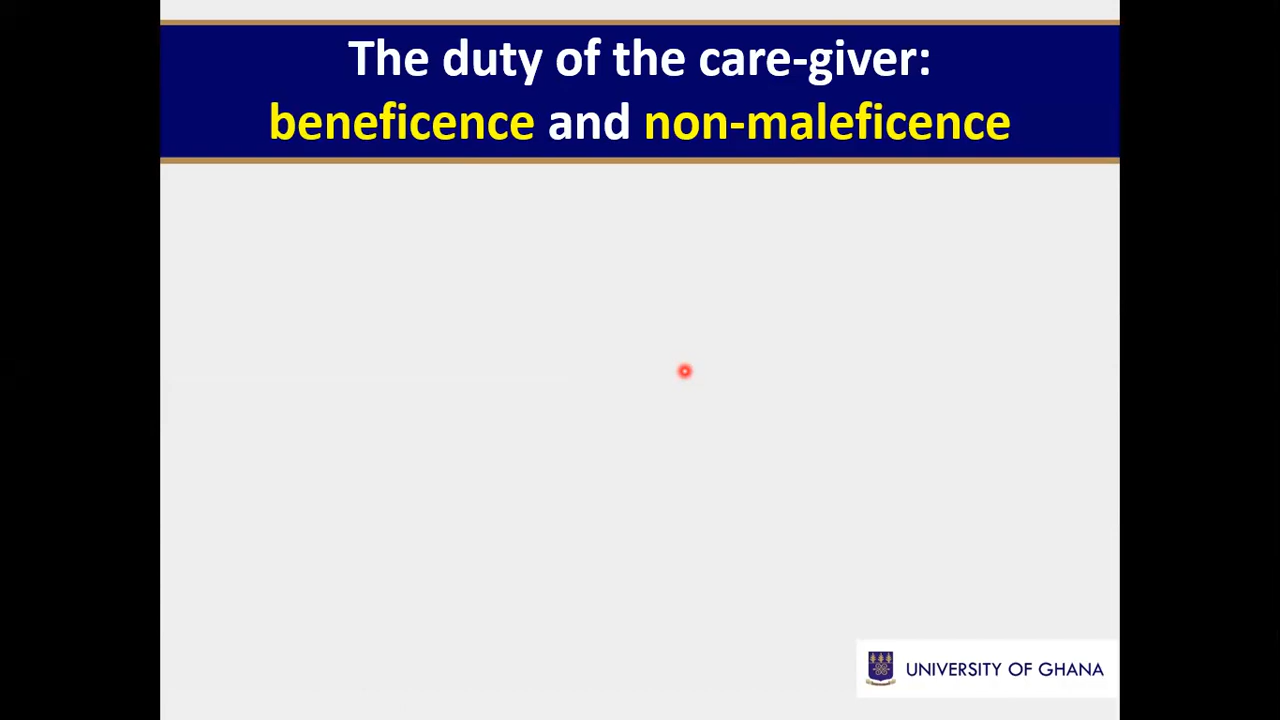 The duty of the care-giver:
beneficence and non-maleficence
UNIVERSITY OF GHANA